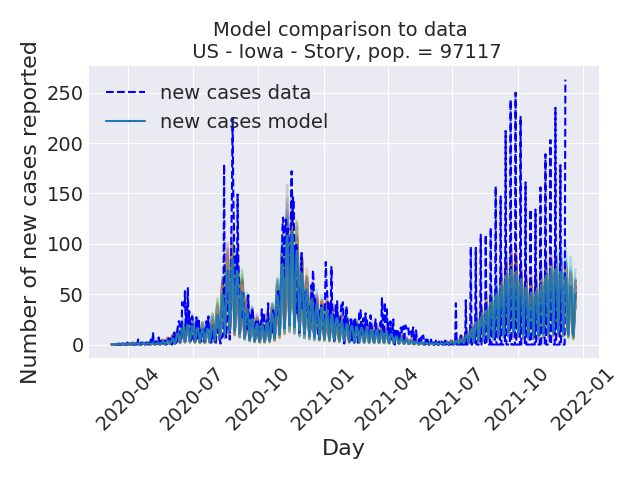 Model comparison to data
US - Iowa - Story, pop. = 97117
Number of new cases reported
250
200
150
100
50
0
new cases data
new cases model
2020-04
2020-07
2020-10
2021-01
2021-04
2021-07
2021-10
2022-01
Day